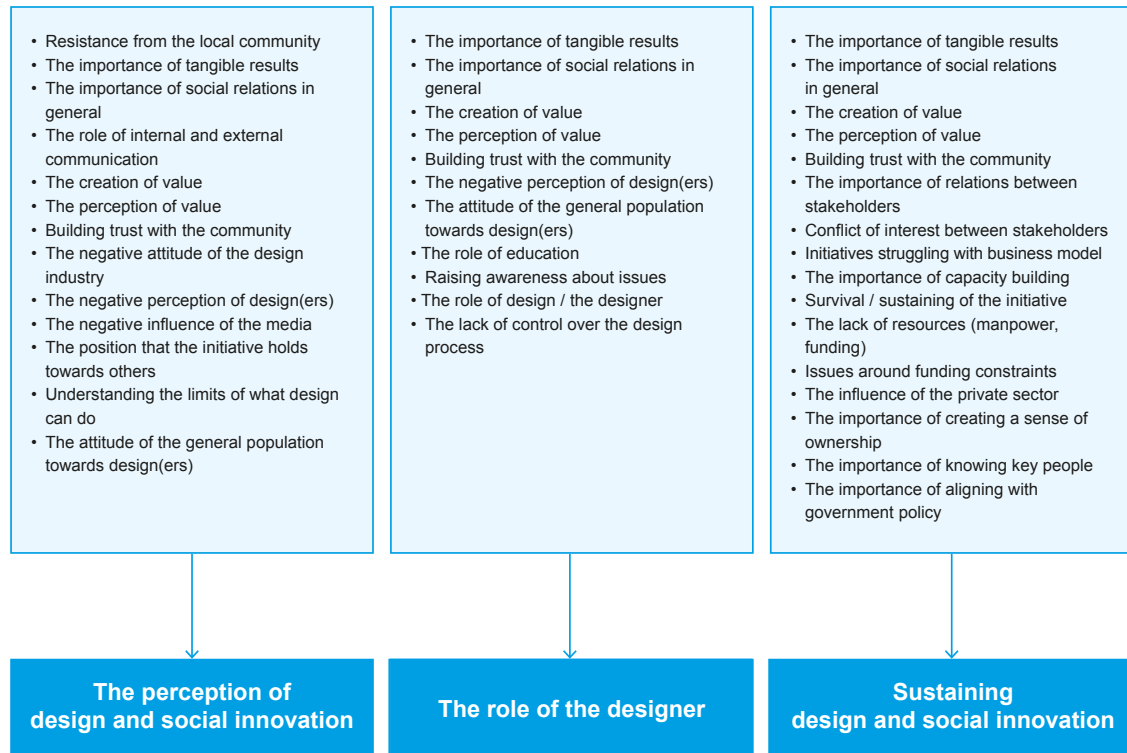 • Resistance from the local community
• The importance of tangible results
• The importance of social relations in
general
• The role of internal and external
communication
• The creation of value
• The perception of value
• Building trust with the community
• The negative attitude of the design
industry
• The negative perception of design(ers)
• The negative influence of the media
• The position that the initiative holds
towards others
• Understanding the limits of what design
can do
• The attitude of the general population
towards design(ers)
• The importance of tangible results
• The importance of social relations in
general
• The creation of value
• The perception of value
• Building trust with the community
• The negative perception of design(ers)
• The attitude of the general population
towards design(ers)
• The role of education
• Raising awareness about issues
• The role of design / the designer
• The lack of control over the design
process
• The importance of tangible results
• The importance of social relations
in general
• The creation of value
• The perception of value
• Building trust with the community
• The importance of relations between
stakeholders
• Conflict of interest between stakeholders
• Initiatives struggling with business model
• The importance of capacity building
• Survival / sustaining of the initiative
• The lack of resources (manpower,
funding)
• Issues around funding constraints
• The influence of the private sector
• The importance of creating a sense of
ownership
• The importance of knowing key people
• The importance of aligning with
government policy
The perception of
design and social innovation
The role of the designer
Sustaining
design and social innovation